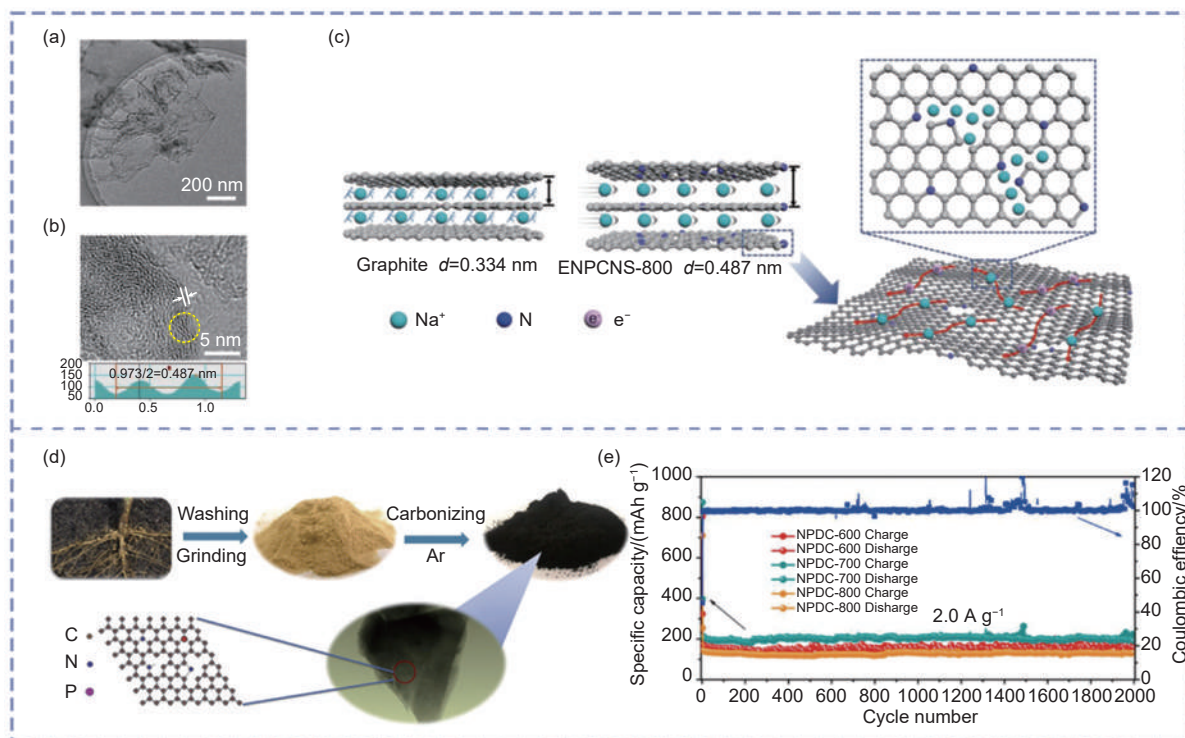 (a)
200 nm
(b)
5 nm
200
150
100
50
0.973/2=0.487 nm
0.0 0.5 1.0
(c)
Graphite d=0.334 nm
ENPCNS-800 d=0.487 nm
Na⁺ N e⁻ e⁻
(d)
Washing
Grinding
Carbonizing
Ar
C
N
P
(e)
Specific capacity/(mAh g⁻¹)
1000
800
600
400
200
0
NPDC-600 Charge
NPDC-600 Disharge
NPDC-700 Charge
NPDC-700 Disharge
NPDC-800 Charge
NPDC-800 Disharge
2.0 A g⁻¹
120
100
80
60
40
20
0
Coulombic effiency/%
0 200 400 600 800 1000 1200 1400 1600 1800 2000
Cycle number